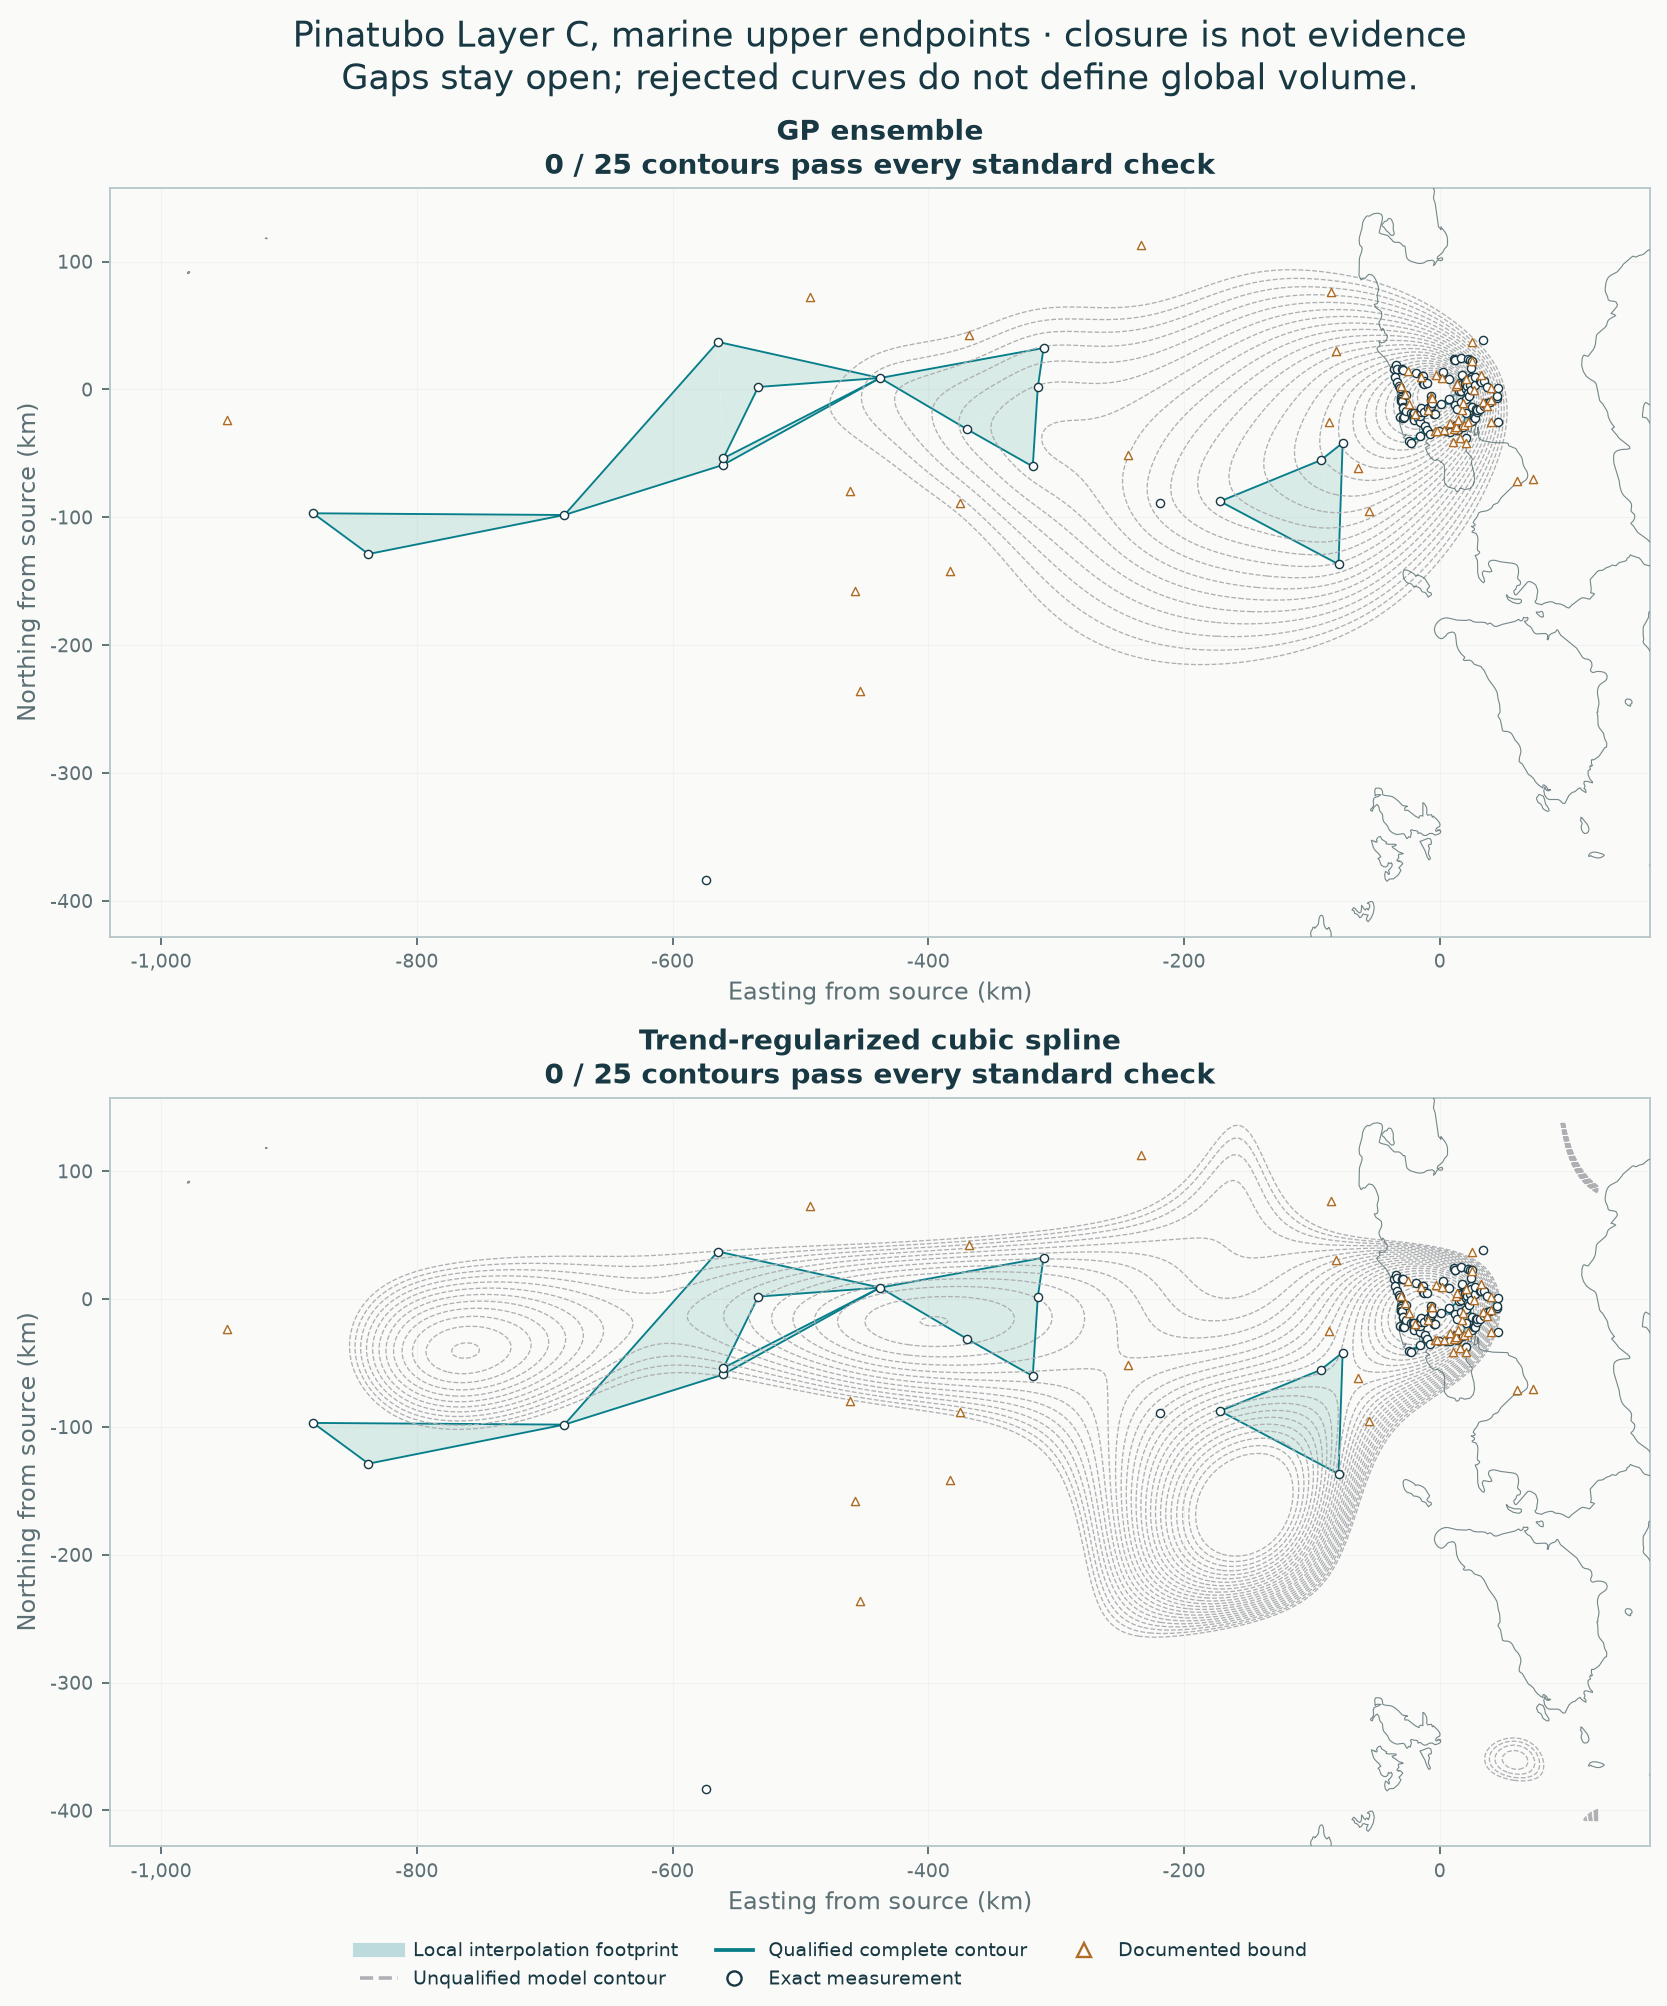 Pinatubo Layer C, marine upper endpoints · closure is not evidence
Gaps stay open; rejected curves do not define global volume.
GP ensemble
0 / 25 contours pass every standard check
Northing from source (km)
100
0
-100
-200
-300
-400
-1,000
-800
-600
-400
-200
0
Easting from source (km)
Trend-regularized cubic spline
0 / 25 contours pass every standard check
Northing from source (km)
100
0
-100
-200
-300
-400
-1,000
-800
-600
-400
-200
0
Easting from source (km)
Local interpolation footprint
Qualified complete contour
Documented bound
Unqualified model contour
Exact measurement